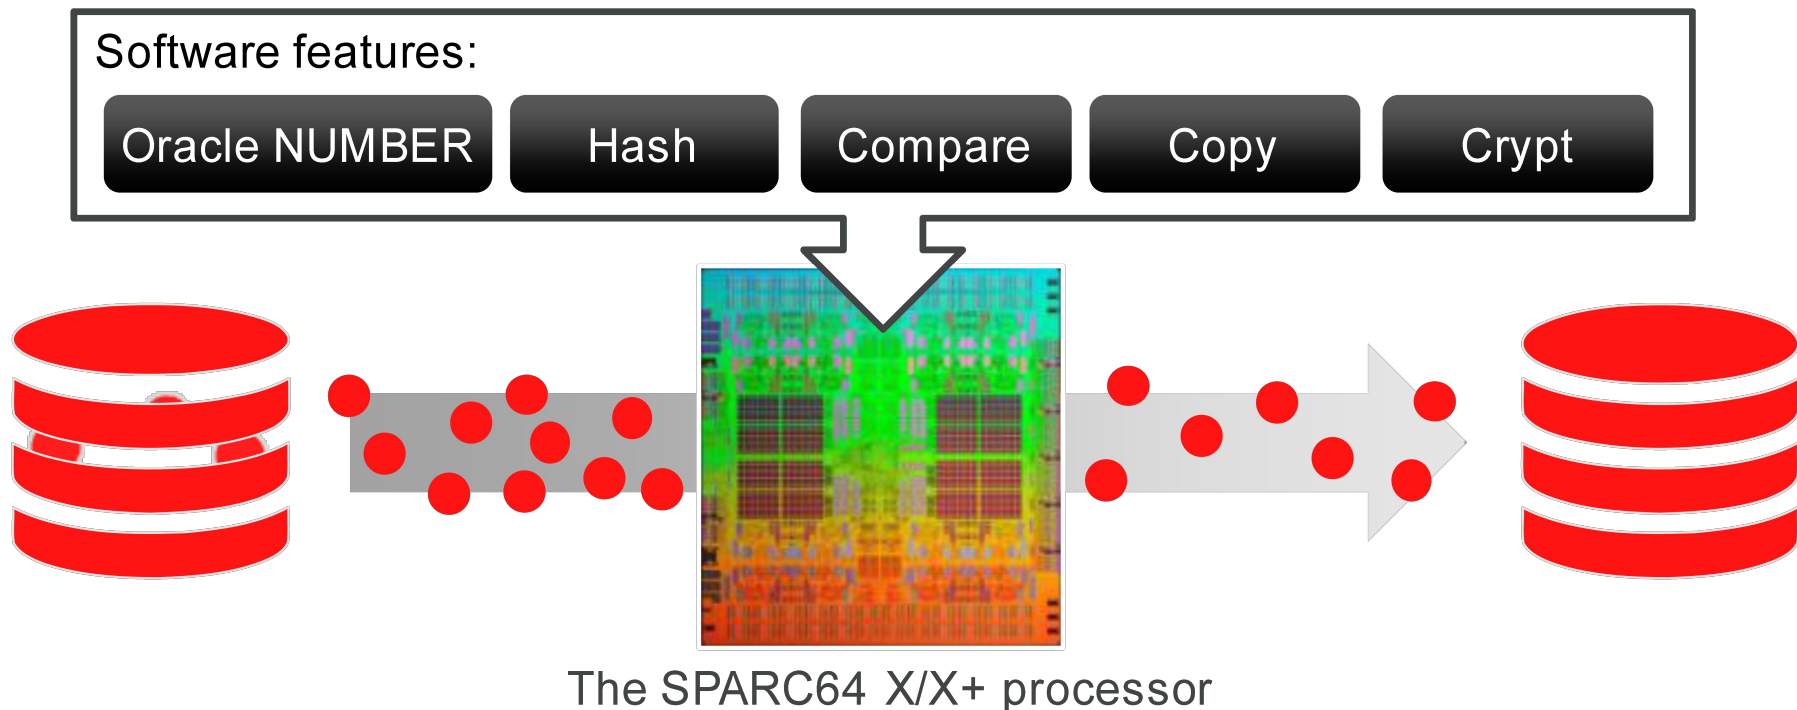 Software features:
Oracle NUMBER Hash Compare Copy Crypt
The SPARC64 X/X+ processor